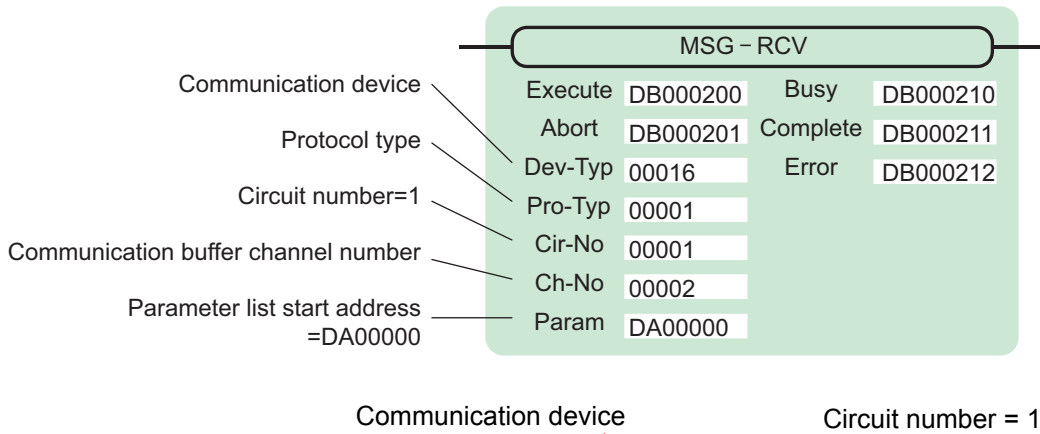 MSG – RCV
Communication device
Execute DB000200 Busy DB000210
Protocol type
Abort DB000201 Complete DB000211
Dev-Typ 00016 Error DB000212
Circuit number=1
Pro-Typ 00001
Communication buffer channel number
Cir-No 00001
Ch-No 00002
Parameter list start address
=DA00000
Param DA00000
Communication device
Circuit number = 1